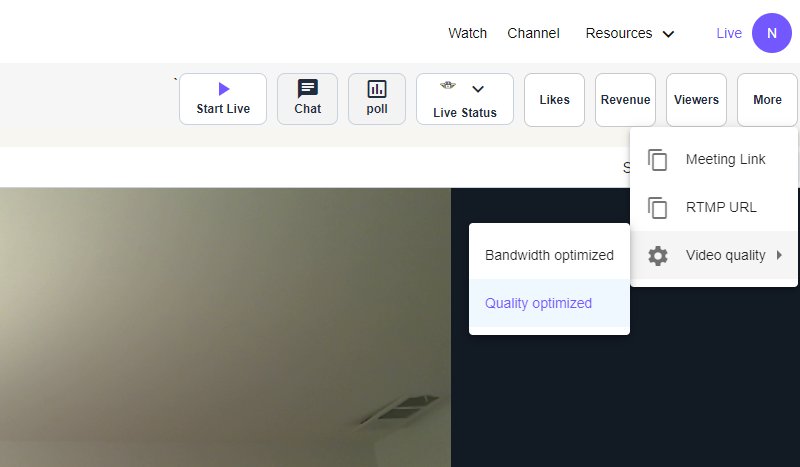 Watch Channel Resources Live N
`
Start Live Chat poll Live Status Likes Revenue Viewers More
S
Meeting Link
RTMP URL
Video quality
Bandwidth optimized
Quality optimized